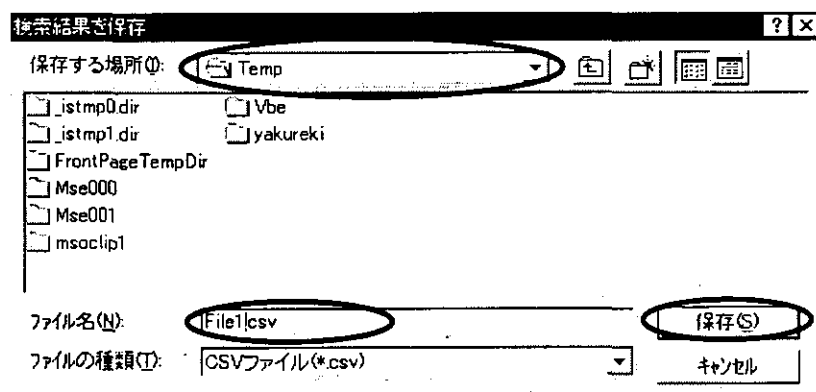 検索結果を保存
保存する場所(I): Temp
_istmp0.dir Vbe
_istmp1.dir yakureki
FrontPageTempDir
Mse000
Mse001
msoclip1
ファイル名(N): File1.csv 保存(S)
ファイルの種類(T): CSVファイル(*.csv) キャンセル